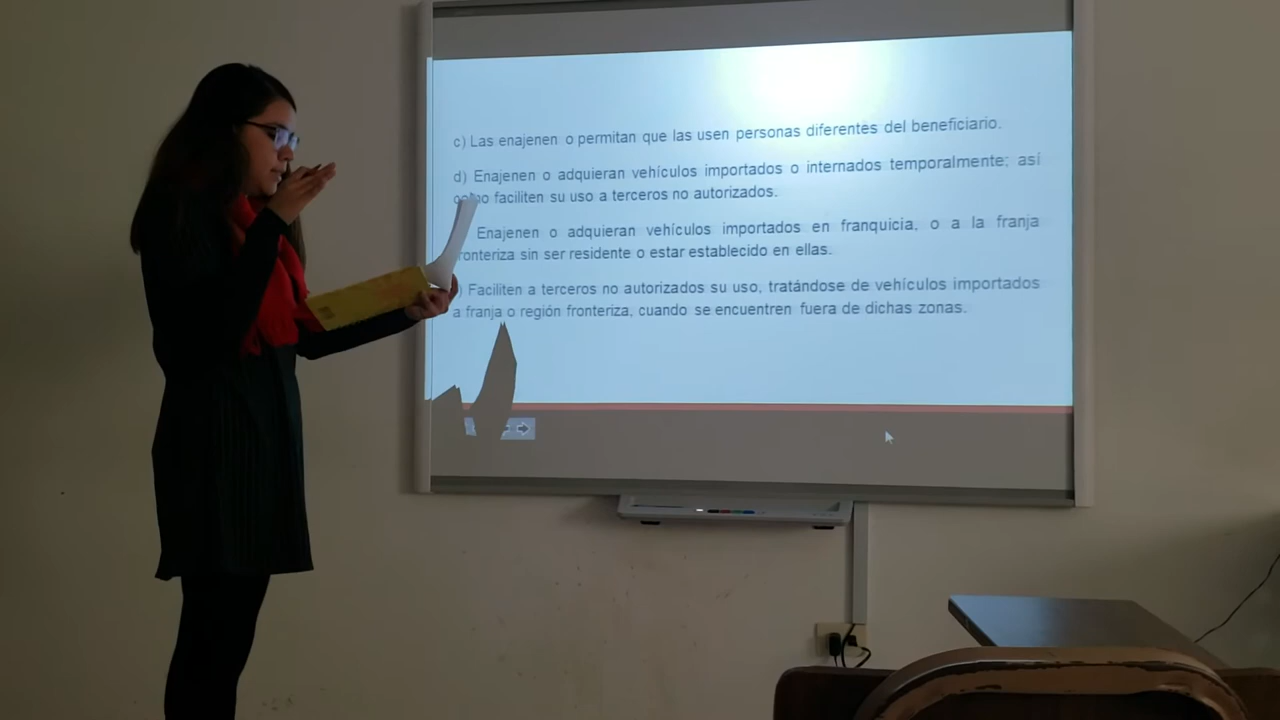 c) Las enajenen o permitan que las usen personas diferentes del beneficiario.
d) Enajenen o adquieran vehículos importados o internados temporalmente; así
como faciliten su uso a terceros no autorizados.
Enajenen o adquieran vehículos importados en franquicia, o a la franja
fronteriza sin ser residente o estar establecido en ellas.
) Faciliten a terceros no autorizados su uso, tratándose de vehículos importados
a franja o región fronteriza, cuando se encuentren fuera de dichas zonas.